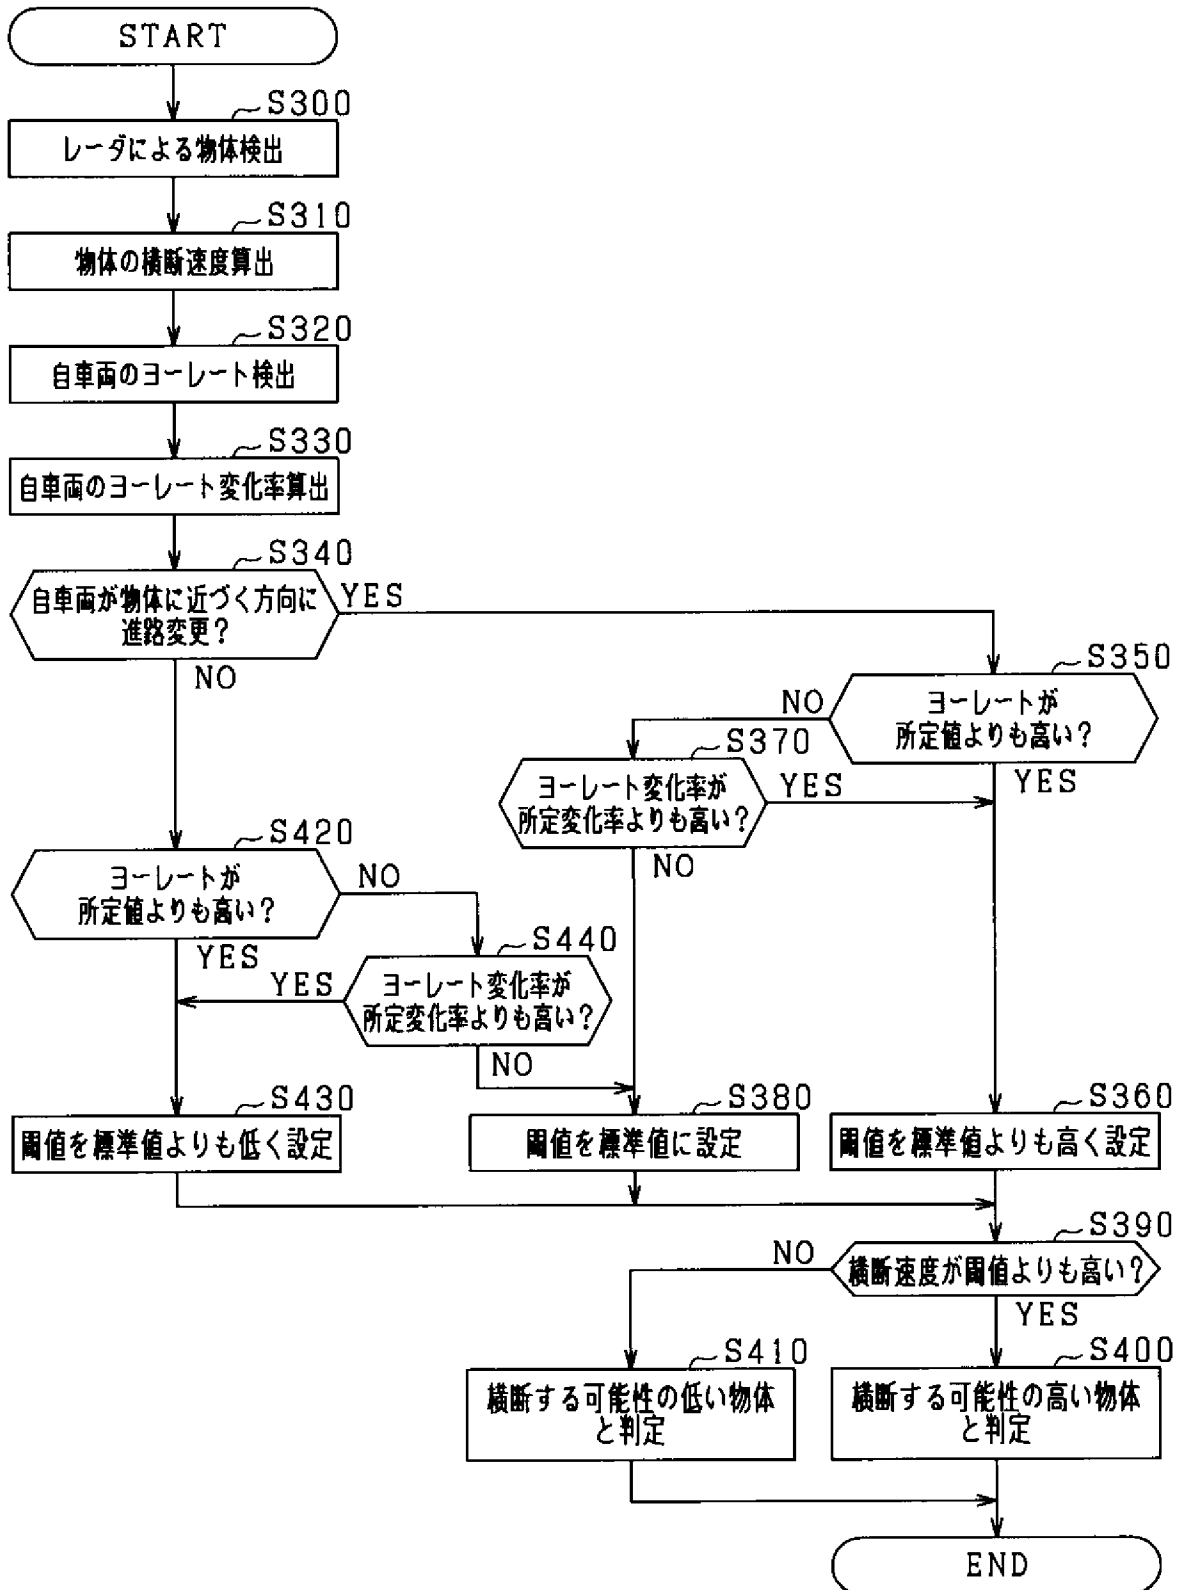 START
S300
レーダによる物体検出
S310
物体の横断速度算出
S320
自車両のヨーレート検出
S330
自車両のヨーレート変化率算出
S340
自車両が物体に近づく方向に
進路変更？
YES
NO
S350
ヨーレートが
所定値よりも高い？
NO
YES
S370
ヨーレート変化率が
所定変化率よりも高い？
YES
NO
S420
ヨーレートが
所定値よりも高い？
NO
YES
S440
ヨーレート変化率が
所定変化率よりも高い？
YES
NO
S430
閾値を標準値よりも低く設定
S380
閾値を標準値に設定
S360
閾値を標準値よりも高く設定
S390
横断速度が閾値よりも高い？
NO
YES
S410
横断する可能性の低い物体
と判定
S400
横断する可能性の高い物体
と判定
END